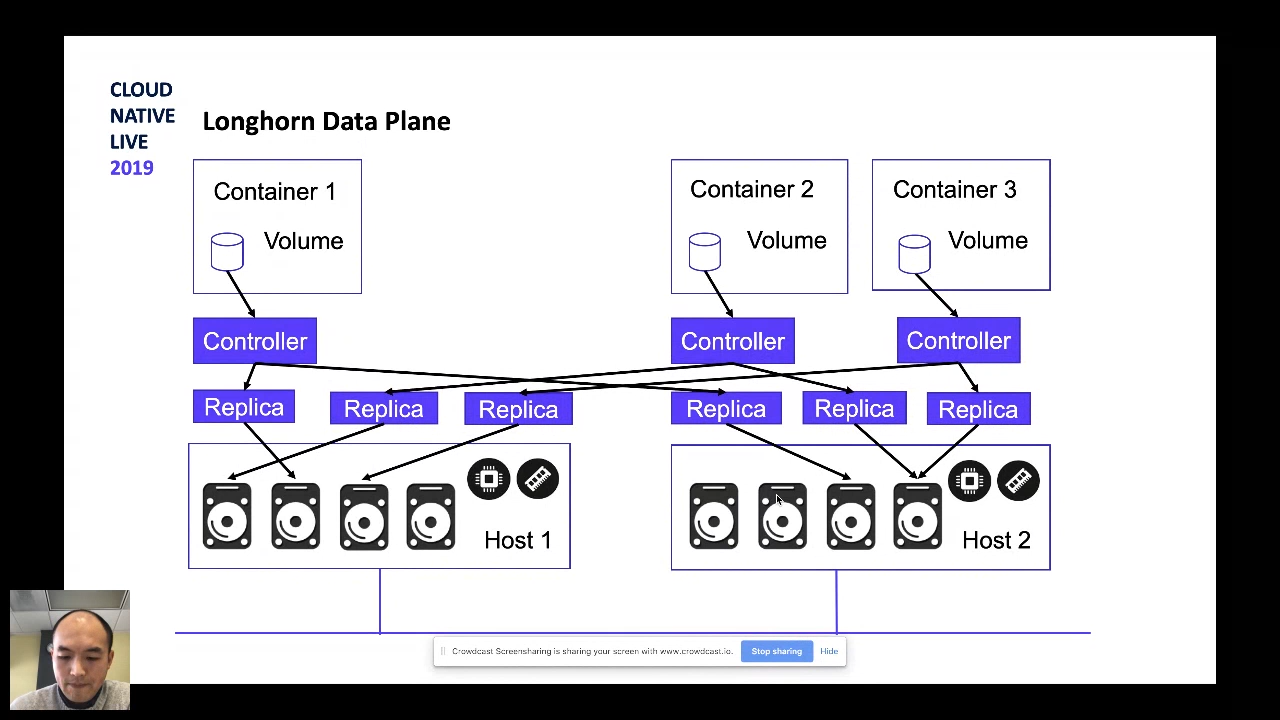 CLOUD
NATIVE
LIVE
2019
Longhorn Data Plane
Container 1
Volume
Container 2
Volume
Container 3
Volume
Controller
Controller
Controller
Replica
Replica
Replica
Replica
Replica
Replica
Host 1
Host 2
Crowdcast Screensharing is sharing your screen with www.crowdcast.io.
Stop sharing
Hide